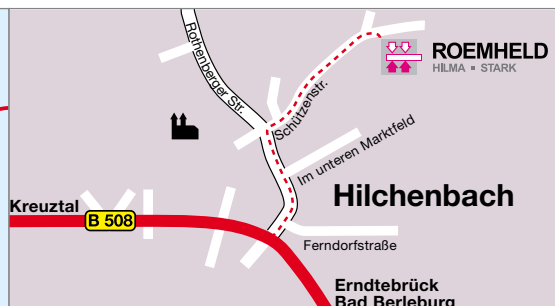 Rothenberger Str.
ROEMHELD
HILMA ▪ STARK
Schützenstr.
Im unteren Marktfeld
Hilchenbach
Kreuztal
B 508
Ferndorfstraße
Erndtebrück
Bad Berleburg